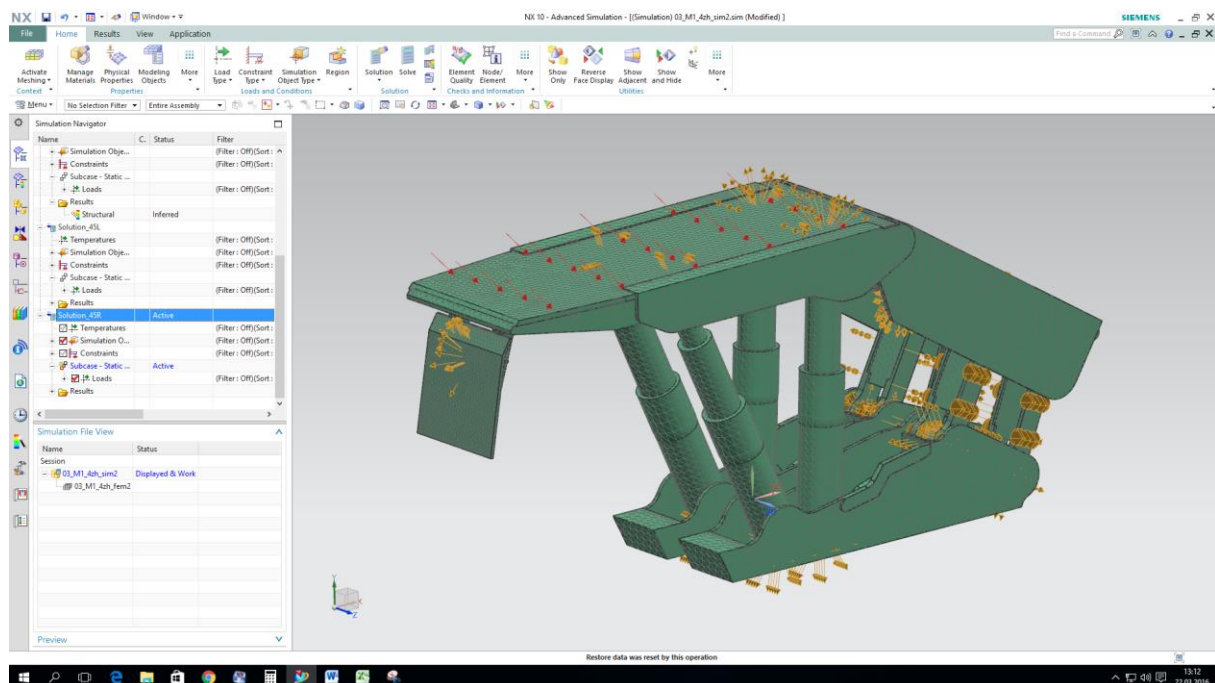 NX Window NX 10 - Advanced Simulation - [(Simulation) 03_M1_4zh_sim2.sim (Modified) ] SIEMENS
File Home Results View Application Find a Command
Activate Meshing Manage Materials Physical Properties Modeling Objects More Load Type Constraint Type Simulation Object Type Region Solution Solve Element Quality Node/ Element More Show Only Reverse Face Display Show Adjacent Show and Hide More
Context Properties Loads and Conditions Solution Checks and Information Utilities
Menu No Selection Filter Entire Assembly
Simulation Navigator
Name C. Status Filter
Simulation Obje... (Filter : Off)(Sort :
Constraints (Filter : Off)(Sort :
Subcase - Static ...
Loads (Filter : Off)(Sort :
Results
Structural Inferred
Solution_45L
Temperatures (Filter : Off)(Sort :
Simulation Obje... (Filter : Off)(Sort :
Constraints (Filter : Off)(Sort :
Subcase - Static ...
Loads (Filter : Off)(Sort :
Results
Solution_45R Active
Temperatures (Filter : Off)(Sort :
Simulation O... (Filter : Off)(Sort :
Constraints (Filter : Off)(Sort :
Subcase - Static ... Active
Loads (Filter : Off)(Sort :
Results
Simulation File View
Name Status
Session
03_M1_4zh_sim2 Displayed & Work
03_M1_4zh_fem2
Y
X
Z
Preview
Restore data was reset by this operation
13:12
22.03.2016